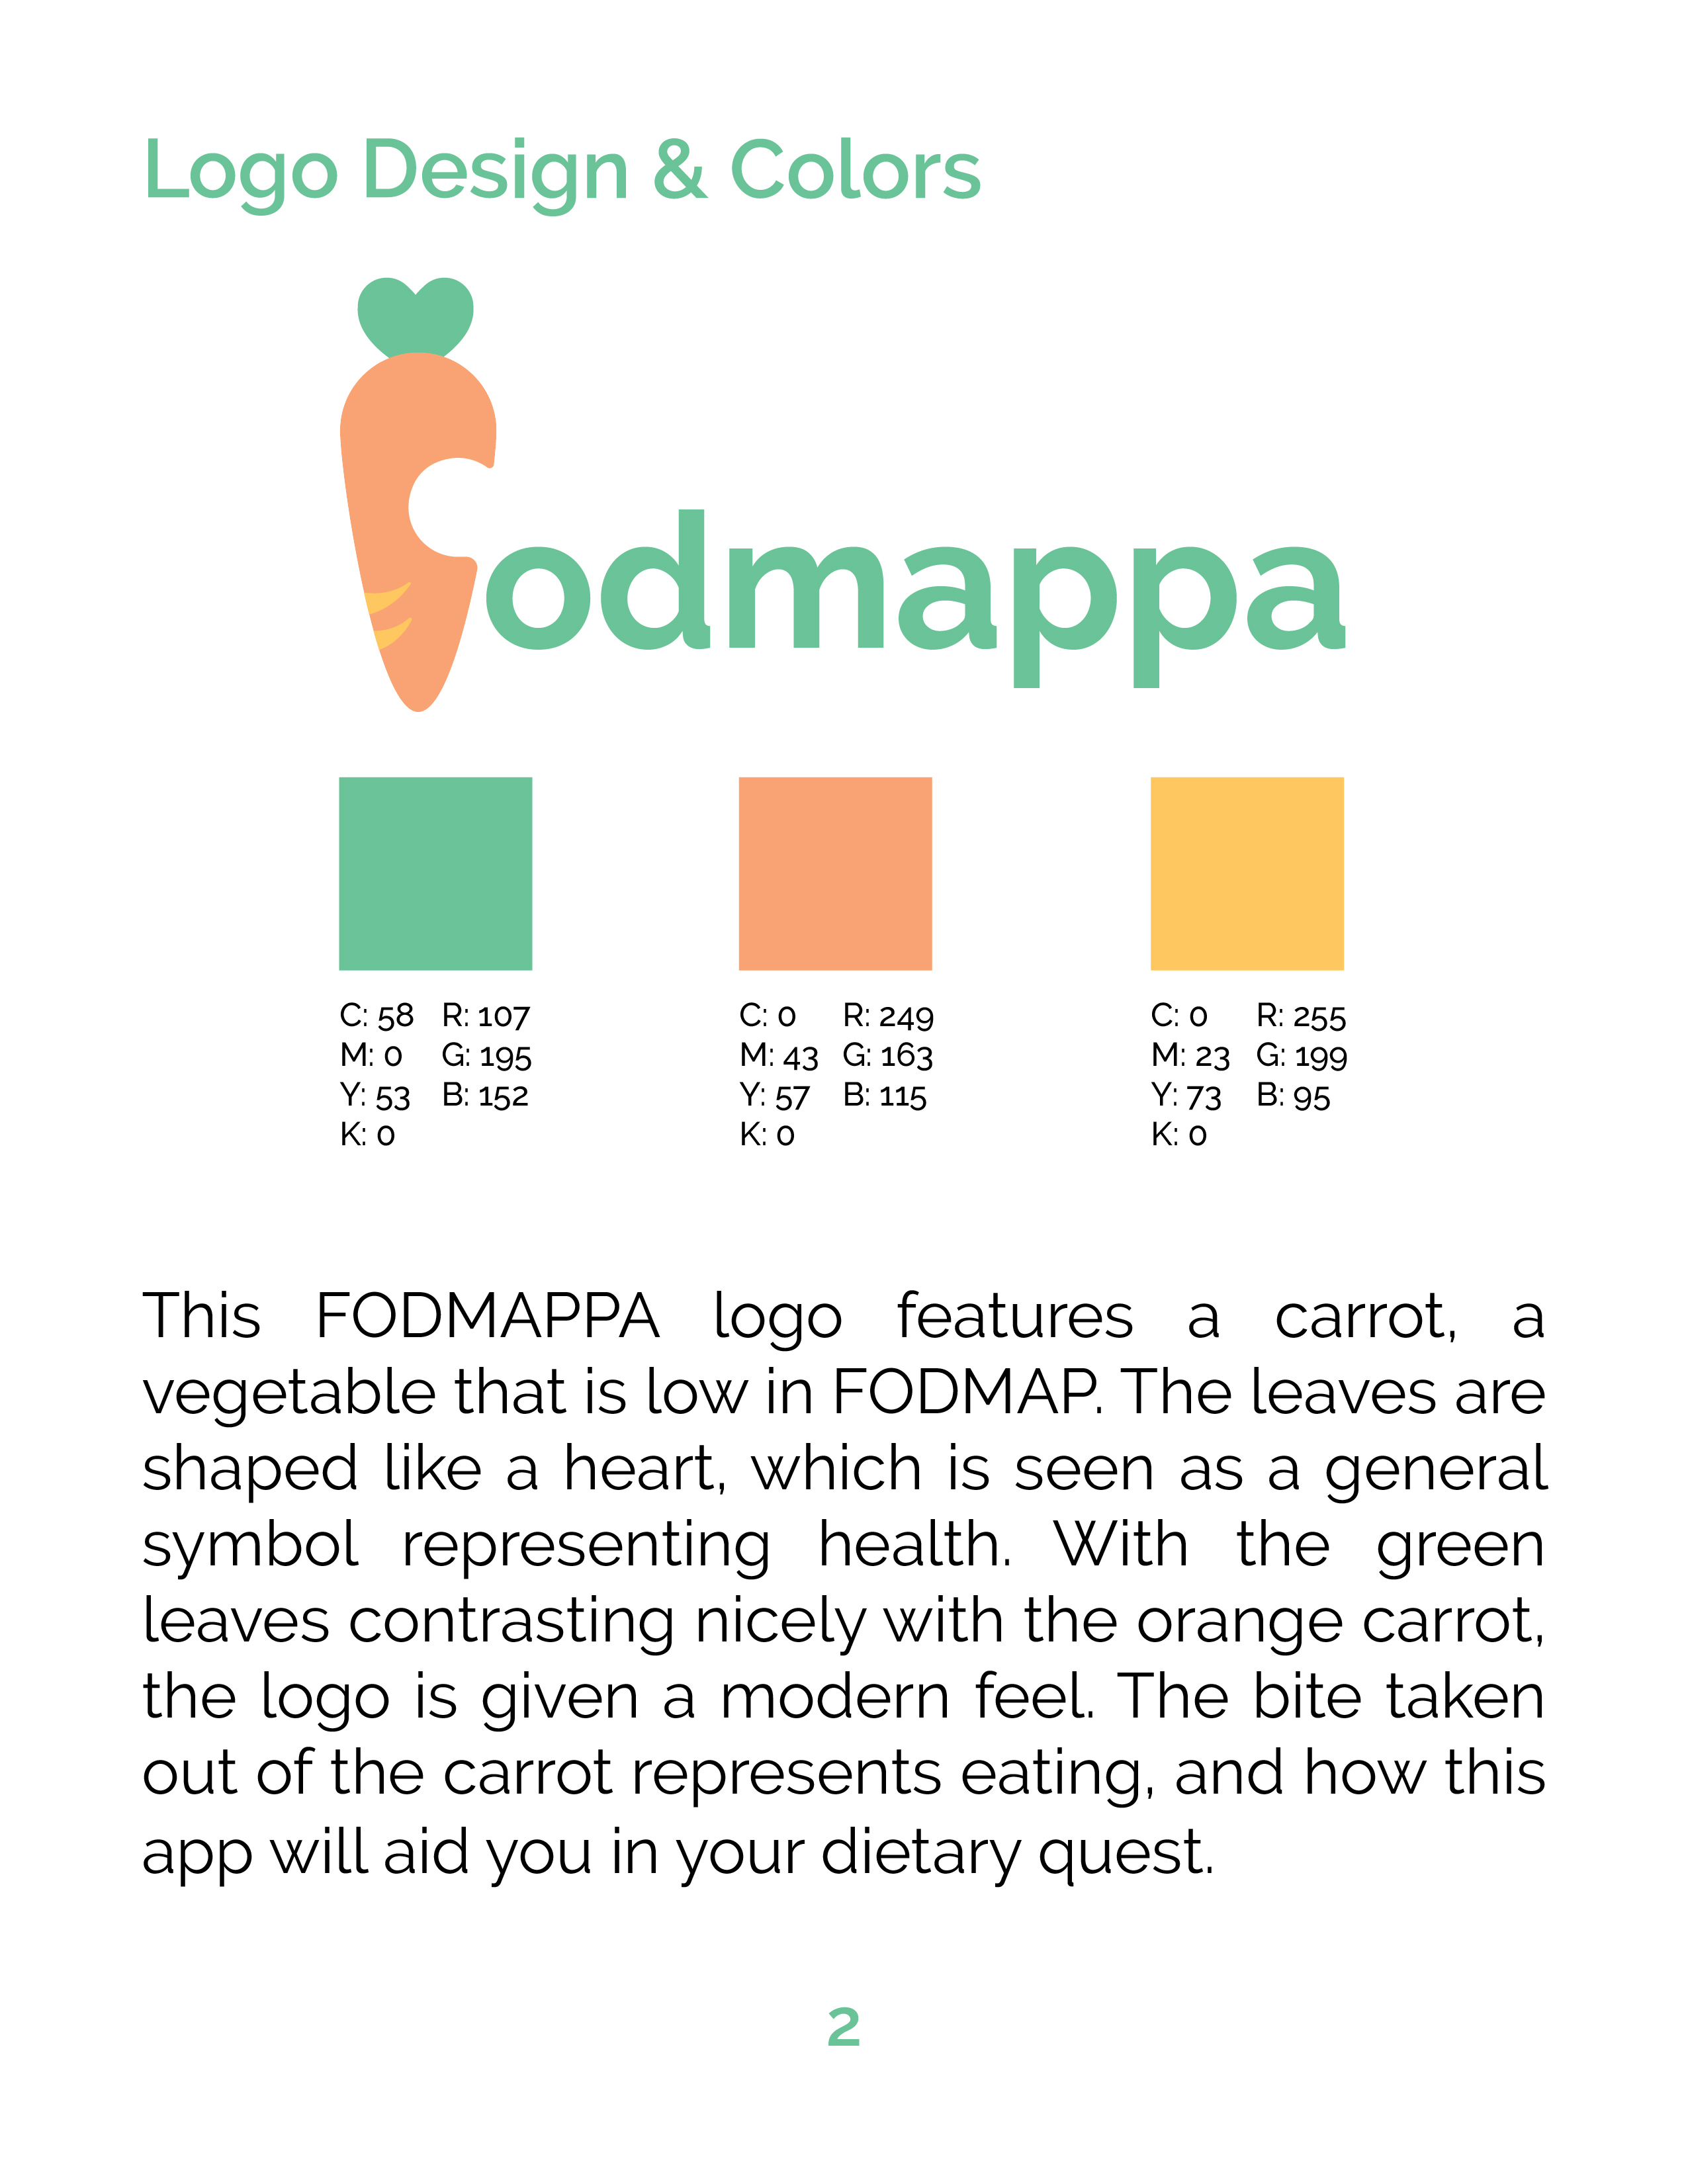 Logo Design & Colors
odmappa
C: 58 R: 107
M: 0 G: 195
Y: 53 B: 152
K: 0
C: 0 R: 249
M: 43 G: 163
Y: 57 B: 115
K: 0
C: 0 R: 255
M: 23 G: 199
Y: 73 B: 95
K: 0
This FODMAPPA logo features a carrot, a
vegetable that is low in FODMAP. The leaves are
shaped like a heart, which is seen as a general
symbol representing health. With the green
leaves contrasting nicely with the orange carrot,
the logo is given a modern feel. The bite taken
out of the carrot represents eating, and how this
app will aid you in your dietary quest.
2